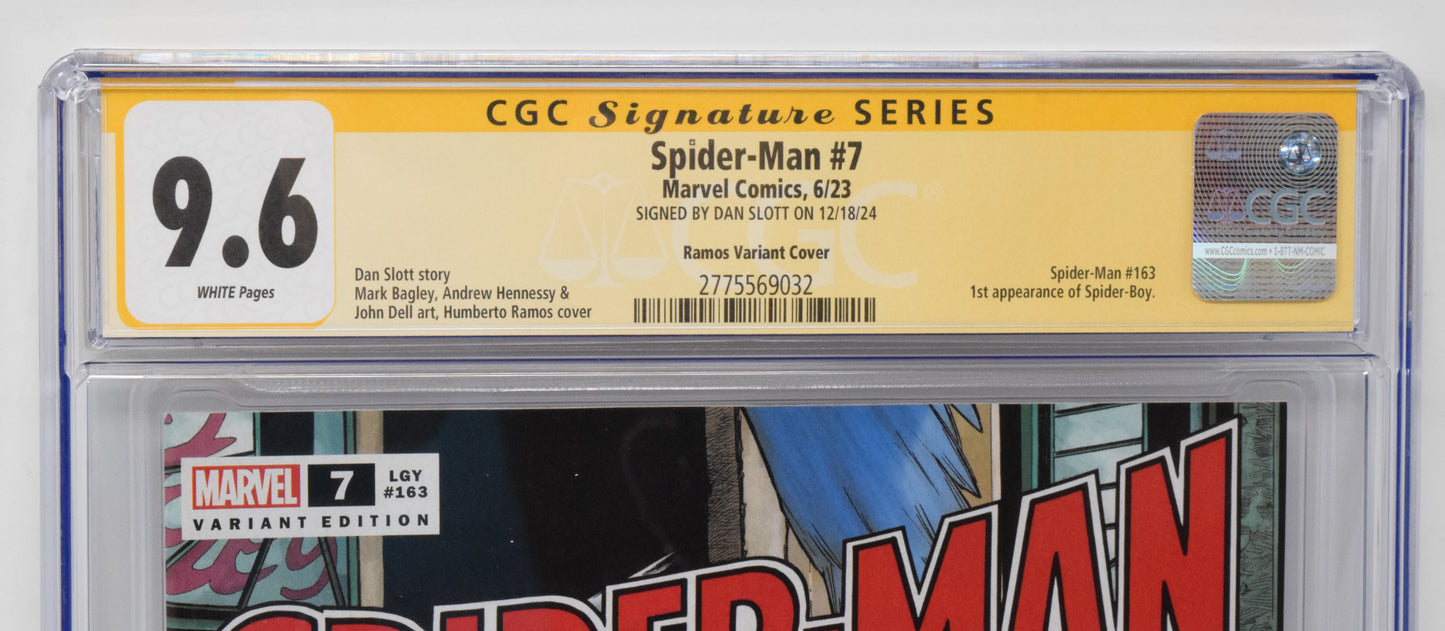 CGC Signature SERIES
9.6
WHITE Pages
Spider-Man #7
Marvel Comics, 6/23
SIGNED BY DAN SLOTT ON 12/18/24
Ramos Variant Cover
2775569032
Dan Slott story
Mark Bagley, Andrew Hennessy &
John Dell art, Humberto Ramos cover
Spider-Man #163
1st appearance of Spider-Boy.
CGC
CGC
www.CGCcomics.com • 1-877-NM-COMIC
MARVEL 7 LGY #163
VARIANT EDITION
SPIDER-MAN